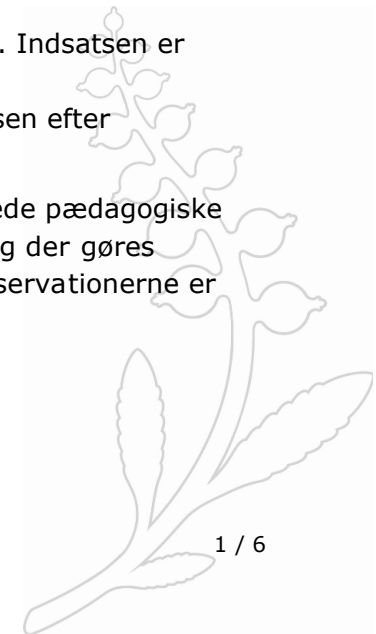 . Indsatsen er
sen efter
ede pædagogiske
g der gøres
servationerne er
1 / 6